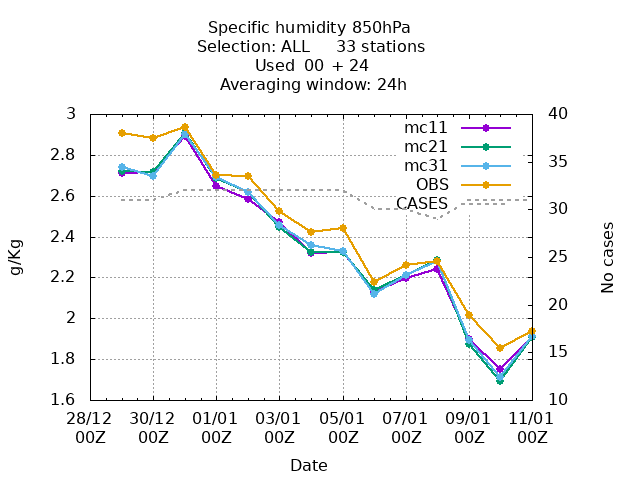 Specific humidity 850hPa
Selection: ALL 33 stations
Used 00 + 24
Averaging window: 24h
3 40
mc11
mc21
2.8 35
mc31
OBS
2.6
CASES 30
2.4
g/Kg 25 No cases
2.2
20
2
15
1.8
1.6 10
28/12 30/12 01/01 03/01 05/01 07/01 09/01 11/01
00Z 00Z 00Z 00Z 00Z 00Z 00Z 00Z
Date